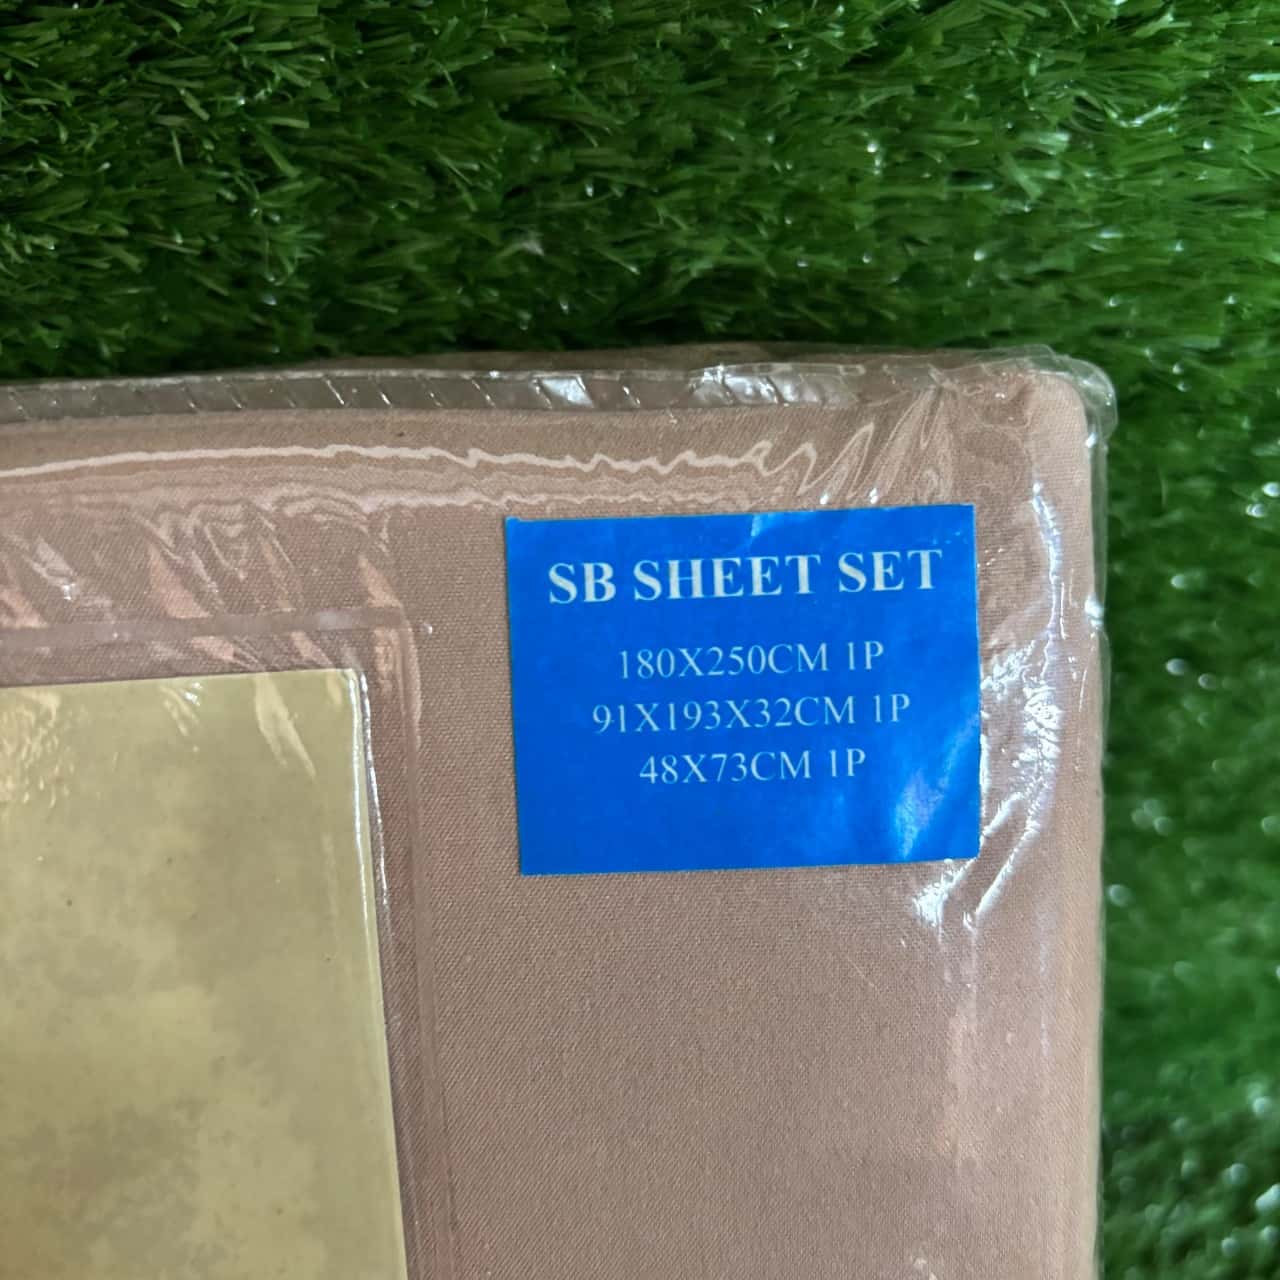 SB SHEET SET
180X250CM 1P
91X193X32CM 1P
48X73CM 1P